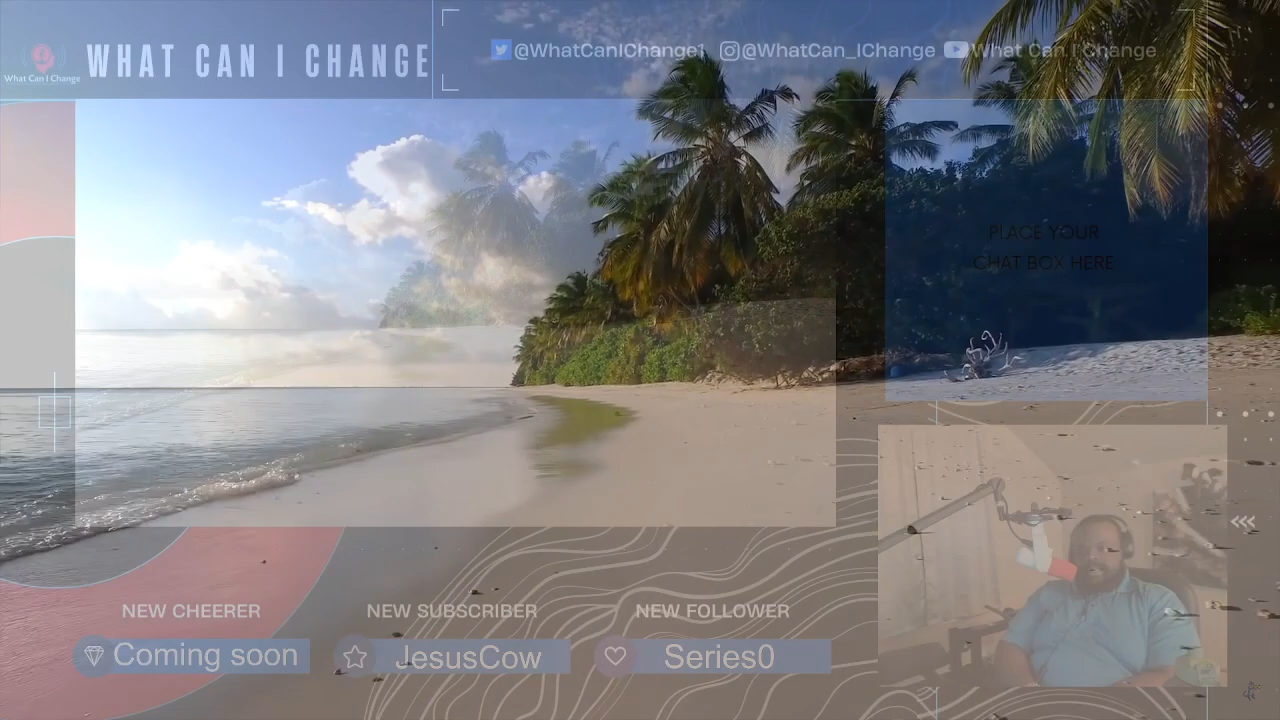 What Can I Change
WHAT CAN I CHANGE
@WhatCanIChange1 @WhatCan_IChange What Can I Change
PLACE YOUR
CHAT BOX HERE
NEW CHEERER
NEW SUBSCRIBER
NEW FOLLOWER
Coming soon
JesusCow
Series0